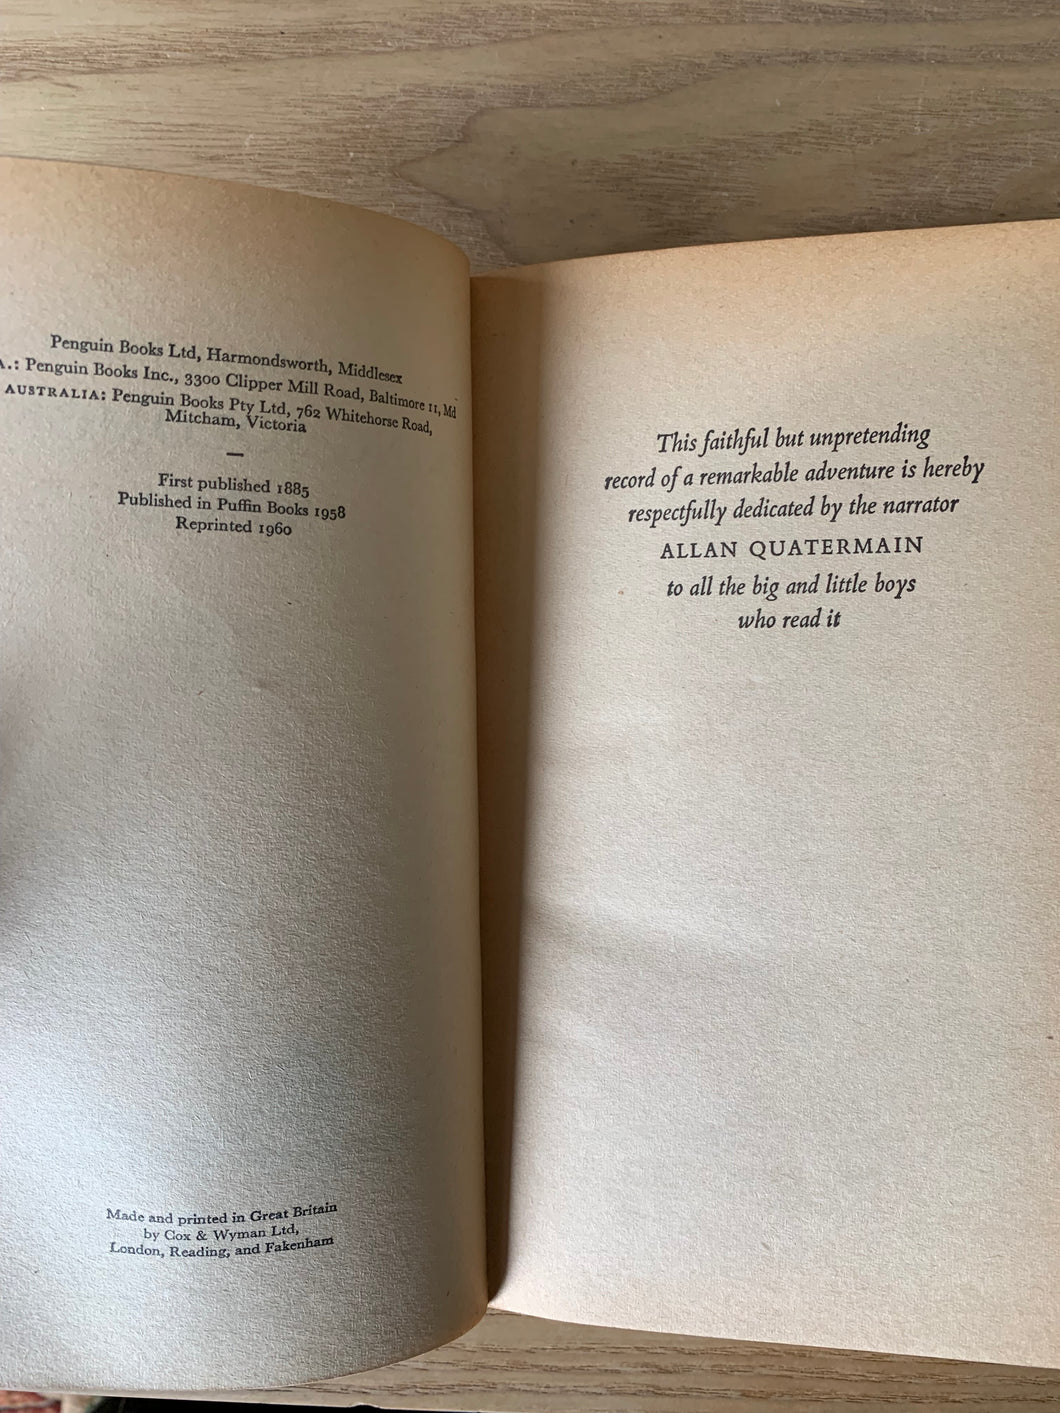 Penguin Books Ltd, Harmondsworth, Middlesex
A.: Penguin Books Inc., 3300 Clipper Mill Road, Baltimore 11, Md
AUSTRALIA: Penguin Books Pty Ltd, 762 Whitehorse Road,
Mitcham, Victoria
—
First published 1885
Published in Puffin Books 1958
Reprinted 1960
Made and printed in Great Britain
by Cox & Wyman Ltd,
London, Reading, and Fakenham
This faithful but unpretending
record of a remarkable adventure is hereby
respectfully dedicated by the narrator
ALLAN QUATERMAIN
to all the big and little boys
who read it